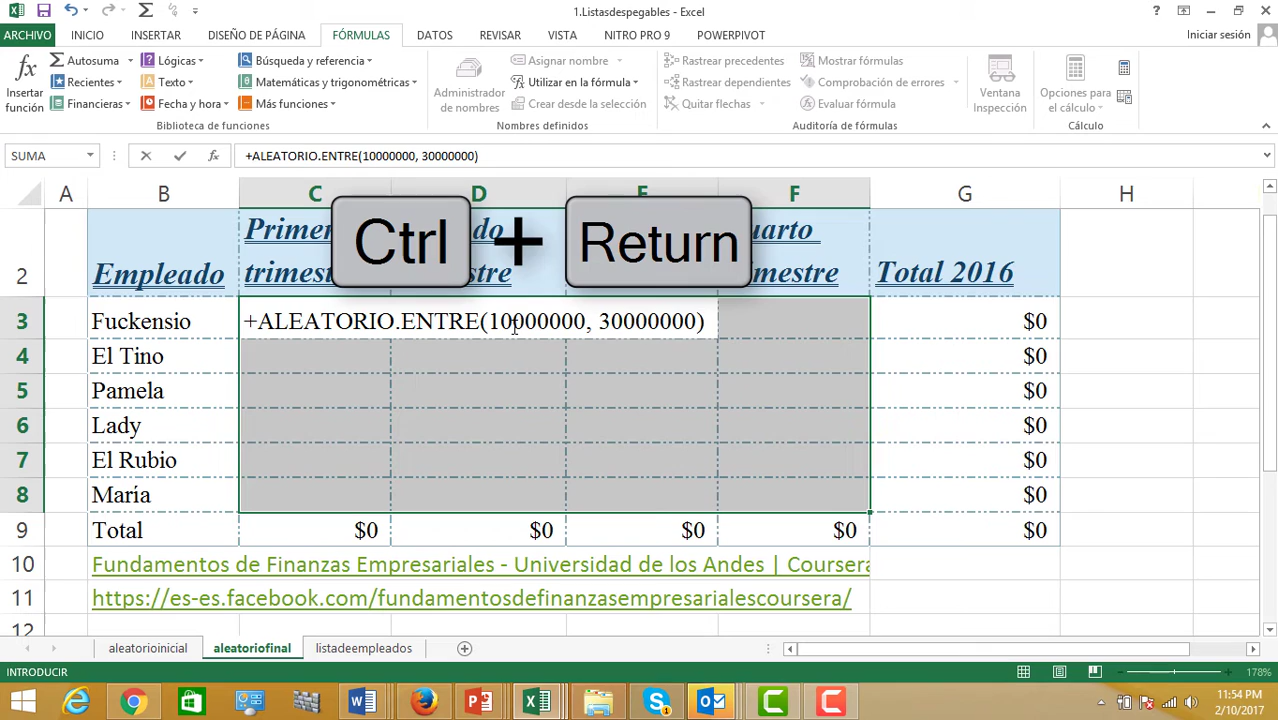 1.Listasdespegables - Excel
ARCHIVO INICIO INSERTAR DISEÑO DE PÁGINA FÓRMULAS DATOS REVISAR VISTA NITRO PRO 9 POWERPIVOT Iniciar sesión
Insertar función
Autosuma Lógicas Búsqueda y referencia
Recientes Texto Matemáticas y trigonométricas
Financieras Fecha y hora Más funciones
Biblioteca de funciones
Administrador de nombres
Asignar nombre
Utilizar en la fórmula
Crear desde la selección
Nombres definidos
Rastrear precedentes Mostrar fórmulas
Rastrear dependientes Comprobación de errores
Quitar flechas Evaluar fórmula
Auditoría de fórmulas
Ventana Inspección
Opciones para el cálculo
Cálculo
SUMA fx +ALEATORIO.ENTRE(10000000, 30000000)
A B C D E F G H
Ctrl + Return
2 Empleado Total 2016
3 Fuckensio +ALEATORIO.ENTRE(10000000, 30000000) $0
4 El Tino $0
5 Pamela $0
6 Lady $0
7 El Rubio $0
8 María $0
9 Total $0 $0 $0 $0 $0
10 Fundamentos de Finanzas Empresariales - Universidad de los Andes | Coursera
11 https://es-es.facebook.com/fundamentosdefinanzasempresarialescoursera/
12
aleatorioinicial aleatoriofinal listadeempleados
INTRODUCIR 178%
11:54 PM
2/10/2017